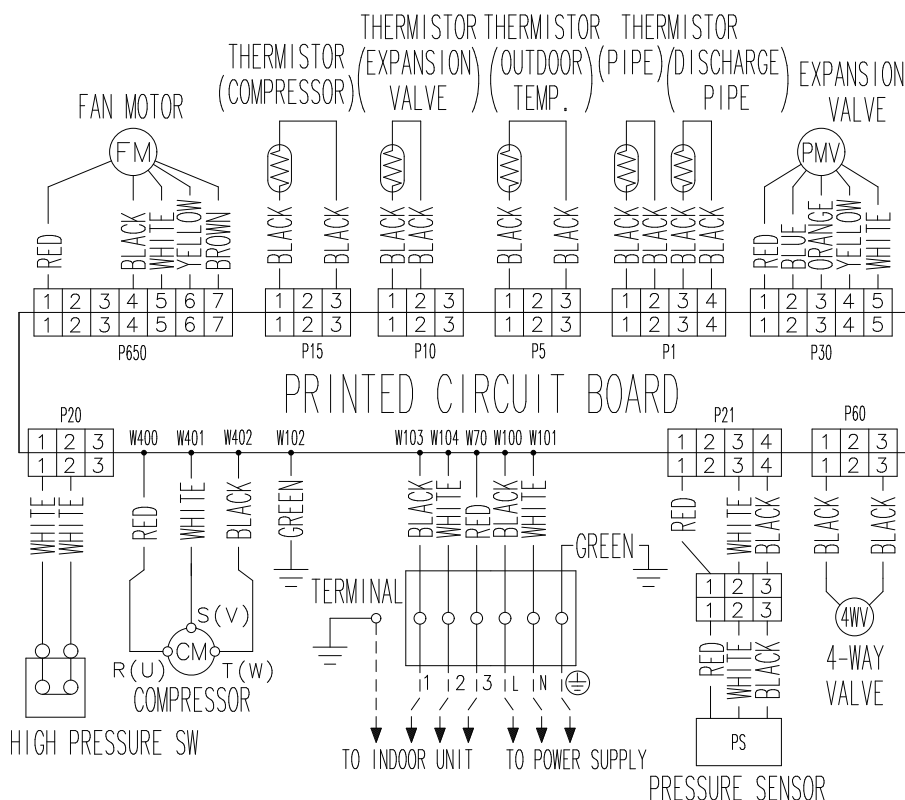 FAN MOTOR
FM
THERMISTOR
(COMPRESSOR)
THERMISTOR
(EXPANSION
VALVE)
THERMISTOR
(OUTDOOR
TEMP.)
THERMISTOR
(PIPE) (DISCHARGE
PIPE)
EXPANSION
VALVE
PMV
RED BLACK WHITE YELLOW BROWN
BLACK BLACK
BLACK BLACK
BLACK BLACK
BLACK BLACK BLACK BLACK
RED BLUE ORANGE YELLOW WHITE
1 2 3 4 5 6 7
1 2 3 4 5 6 7
P650
1 2 3
1 2 3
P15
1 2 3
1 2 3
P10
1 2 3
1 2 3
P5
1 2 3 4
1 2 3 4
P1
1 2 3 4 5
1 2 3 4 5
P30
PRINTED CIRCUIT BOARD
P20
1 2 3
1 2 3
W400 W401 W402 W102 W103 W104 W70 W100 W101
P21
1 2 3 4
1 2 3 4
P60
1 2 3
1 2 3
WHITE WHITE
RED WHITE BLACK
GREEN
BLACK WHITE RED BLACK WHITE
GREEN
RED WHITE BLACK
BLACK BLACK
TERMINAL
1 2 3
1 2 3
S(V)
CM
R(U) T(W)
COMPRESSOR
HIGH PRESSURE SW
1 2 3 L N
TO INDOOR UNIT TO POWER SUPPLY
RED WHITE BLACK
PS
PRESSURE SENSOR
4WV
4-WAY
VALVE